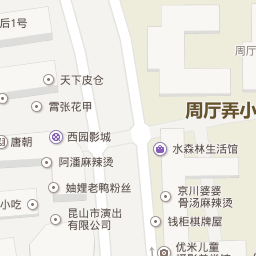 后1号
周厅
天下皮仓
霄张花甲
周厅弄小
唐朝
西园影城
水森林生活馆
阿潘麻辣烫
妯娌老鸭粉丝
京川婆婆
骨汤麻辣烫
小吃
昆山市演出
有限公司
钱柜棋牌屋
优米儿童